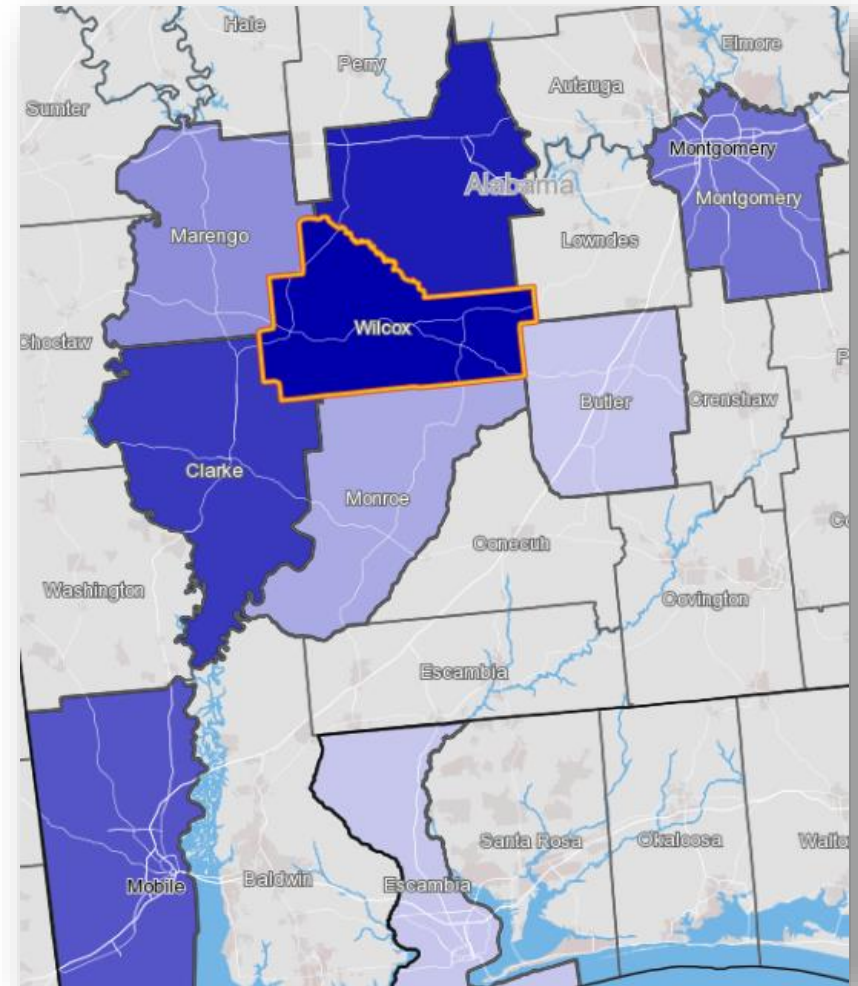 Hale
Elmore
Perry
Autauga
Sumter
Montgomery
Alabama
Montgomery
Marengo
Lowndes
Wilcox
Choctaw
Butler
Crenshaw
Clarke
Monroe
Conecuh
Washington
Covington
Escambia
Santa Rosa
Okaloosa
Mobile
Baldwin
Escambia